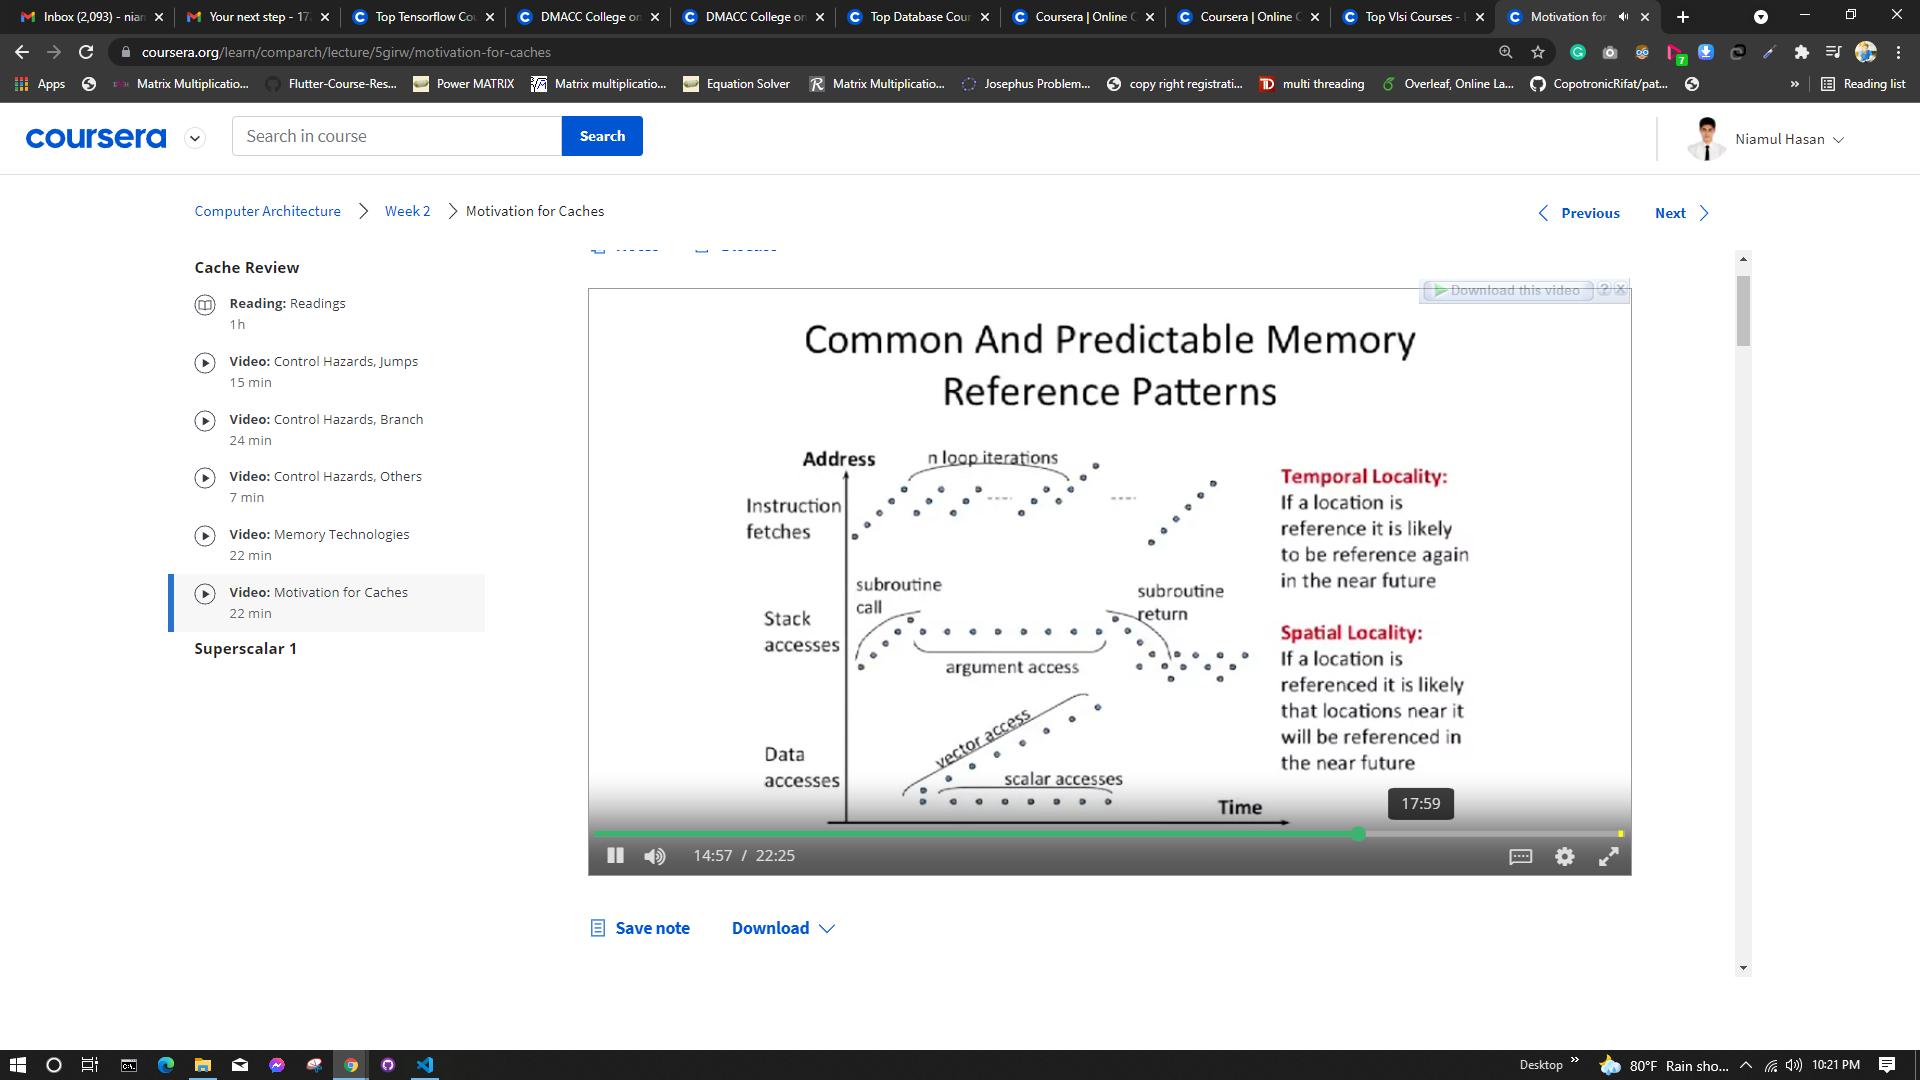 Inbox (2,093) - nian
Your next step - 173
Top Tensorflow Cou
DMACC College on
DMACC College on
Top Database Cour
Coursera | Online C
Coursera | Online C
Top Vlsi Courses - L
Motivation for
coursera.org/learn/comparch/lecture/5girw/motivation-for-caches
7
Apps
Matrix Multiplicatio...
Flutter-Course-Res...
Power MATRIX
Matrix multiplicatio...
Equation Solver
Matrix Multiplicatio...
Josephus Problem...
copy right registrati...
multi threading
Overleaf, Online La...
CopotronicRifat/pat...
Reading list
coursera
Search in course
Search
Niamul Hasan
Computer Architecture
Week 2
Motivation for Caches
Previous
Next
Cache Review
Reading: Readings
1h
Video: Control Hazards, Jumps
15 min
Video: Control Hazards, Branch
24 min
Video: Control Hazards, Others
7 min
Video: Memory Technologies
22 min
Video: Motivation for Caches
22 min
Superscalar 1
Download this video ? X
Common And Predictable Memory
Reference Patterns
Address
n loop iterations
Instruction
fetches
subroutine
call
subroutine
return
Stack
accesses
argument access
vector access
Data
accesses
scalar accesses
Time
Temporal Locality:
If a location is
reference it is likely
to be reference again
in the near future
Spatial Locality:
If a location is
referenced it is likely
that locations near it
will be referenced in
the near future
17:59
14:57 / 22:25
Save note
Download
Desktop
80°F Rain sho...
10:21 PM